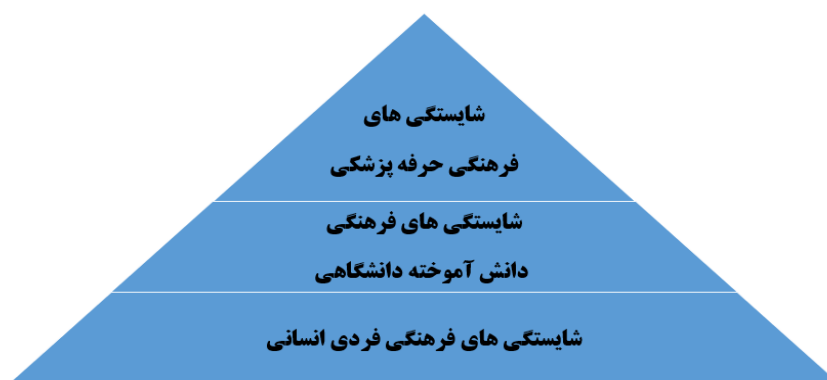 شایستگی های
فرهنگی حرفه پزشکی
شایستگی های فرهنگی
دانش آموخته دانشگاهی
شایستگی های فرهنگی فردی انسانی